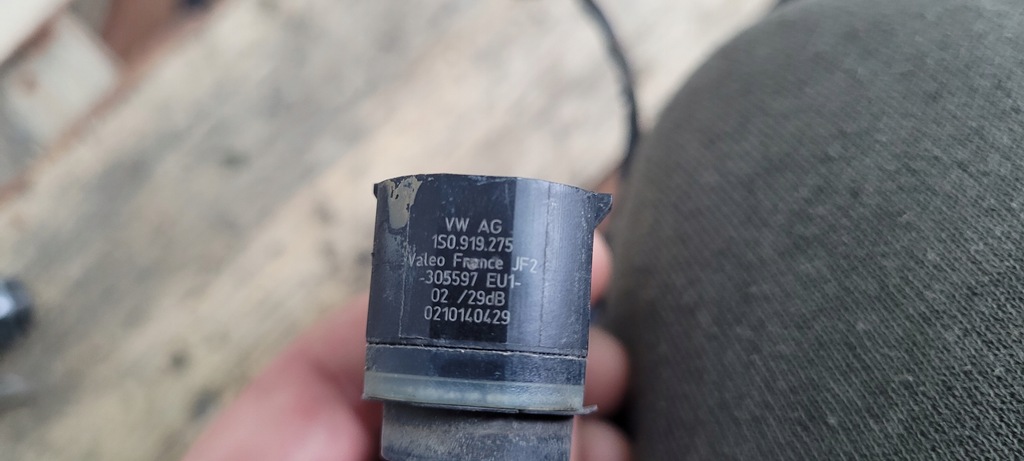 VW AG
1S0.919.275
Valeo France JF2
-305597 EU1-
02 /29dB
0210140429